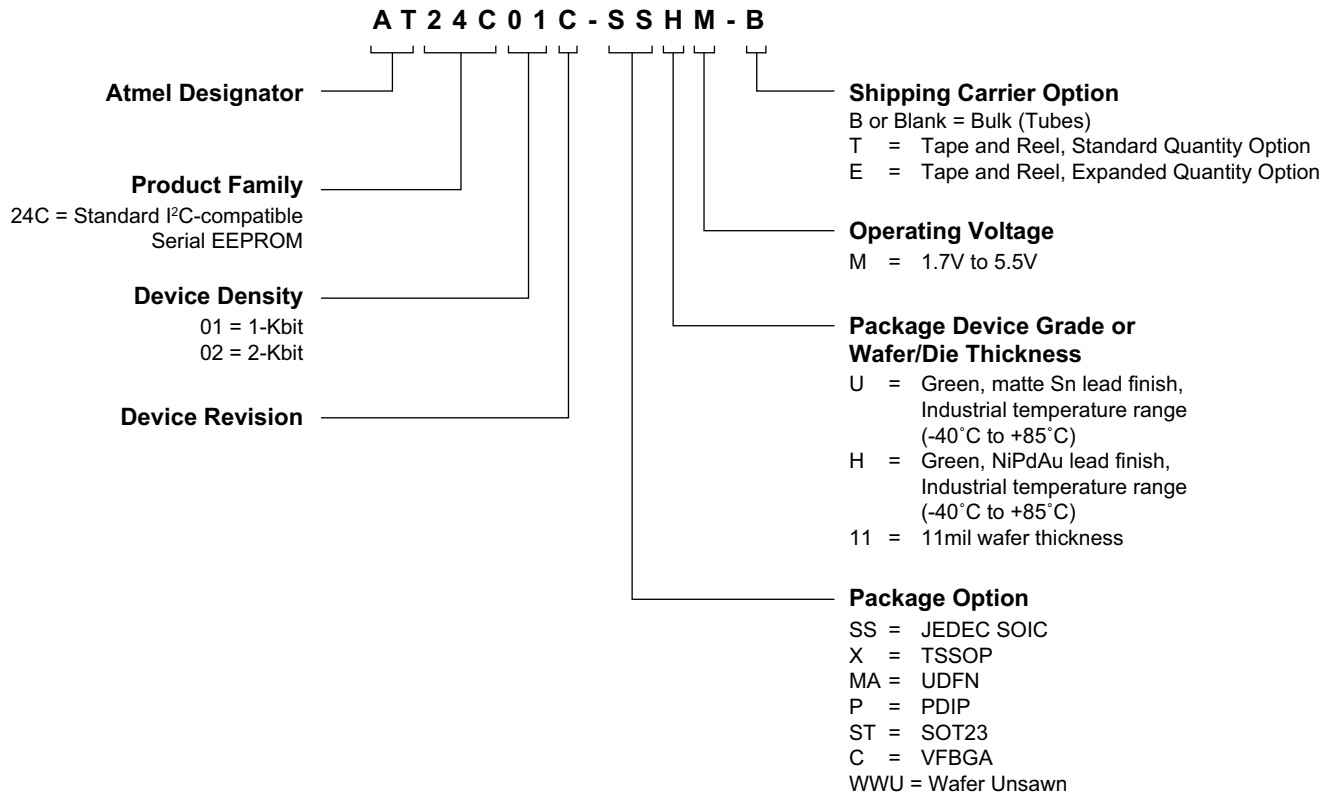 AT24C01C-SSHM-B
Atmel Designator
Product Family
24C = Standard I²C-compatible
Serial EEPROM
Device Density
01 = 1-Kbit
02 = 2-Kbit
Device Revision
Shipping Carrier Option
B or Blank = Bulk (Tubes)
T = Tape and Reel, Standard Quantity Option
E = Tape and Reel, Expanded Quantity Option
Operating Voltage
M = 1.7V to 5.5V
Package Device Grade or
Wafer/Die Thickness
U = Green, matte Sn lead finish,
Industrial temperature range
(-40˚C to +85˚C)
H = Green, NiPdAu lead finish,
Industrial temperature range
(-40˚C to +85˚C)
11 = 11mil wafer thickness
Package Option
SS = JEDEC SOIC
X = TSSOP
MA = UDFN
P = PDIP
ST = SOT23
C = VFBGA
WWU = Wafer Unsawn